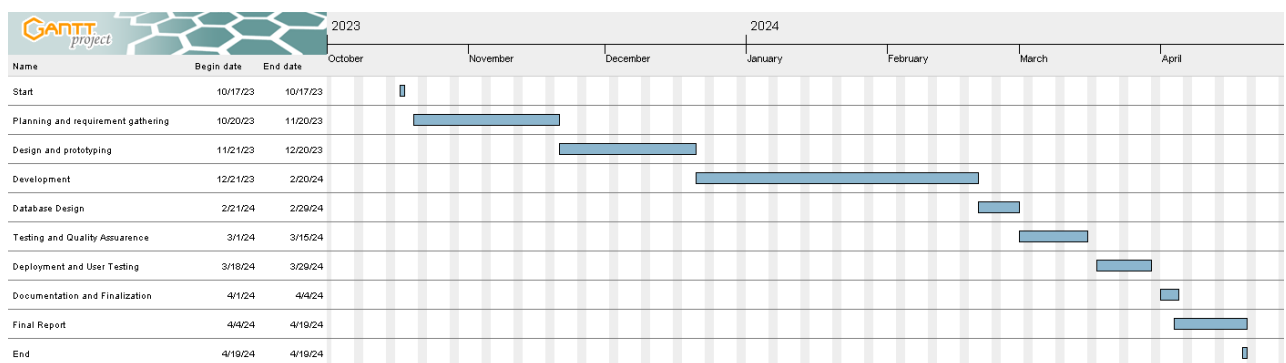 GANTT project
2023 2024
October November December January February March April
Name Begin date End date
Start 10/17/23 10/17/23
Planning and requirement gathering 10/20/23 11/20/23
Design and prototyping 11/21/23 12/20/23
Development 12/21/23 2/20/24
Database Design 2/21/24 2/29/24
Testing and Quality Assuarence 3/1/24 3/15/24
Deployment and User Testing 3/18/24 3/29/24
Documentation and Finalization 4/1/24 4/4/24
Final Report 4/4/24 4/19/24
End 4/19/24 4/19/24